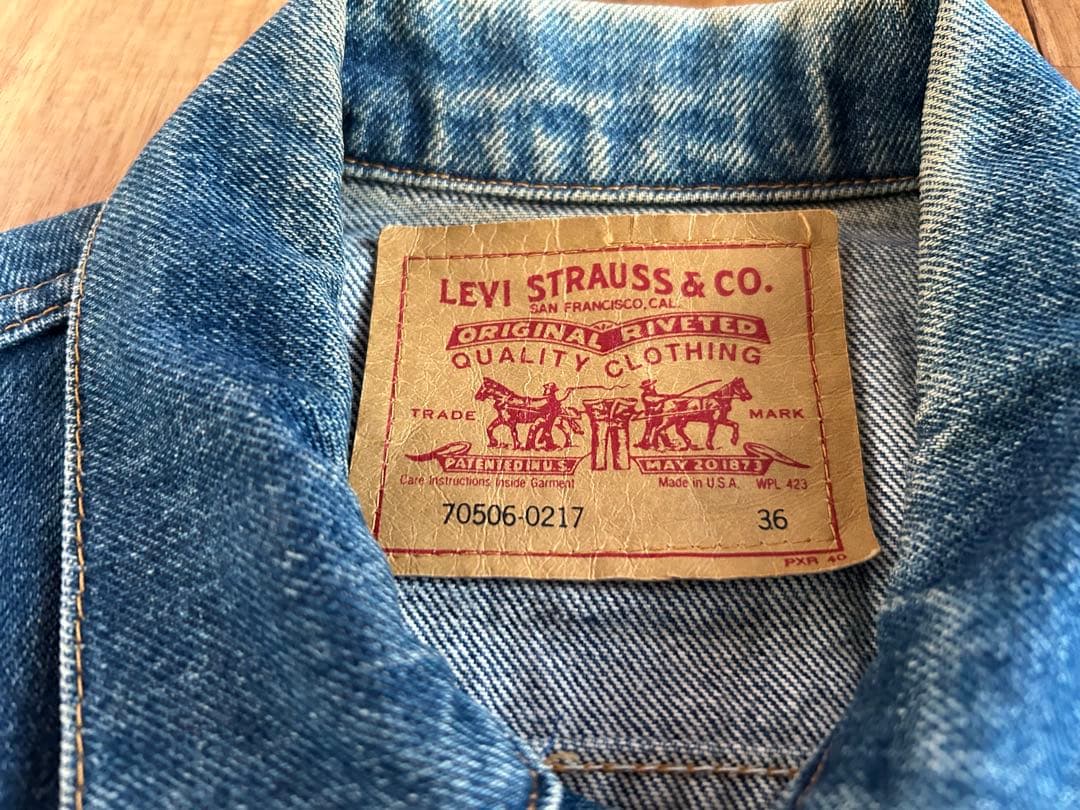 LEVI STRAUSS & CO.
SAN FRANCISCO, CAL.
ORIGINAL RIVETED
QUALITY CLOTHING
TRADE MARK
PATENTED IN U.S. MAY 20 1873
Care Instructions Inside Garment Made in U.S.A. WPL 423
70506-0217 36
PXR 40